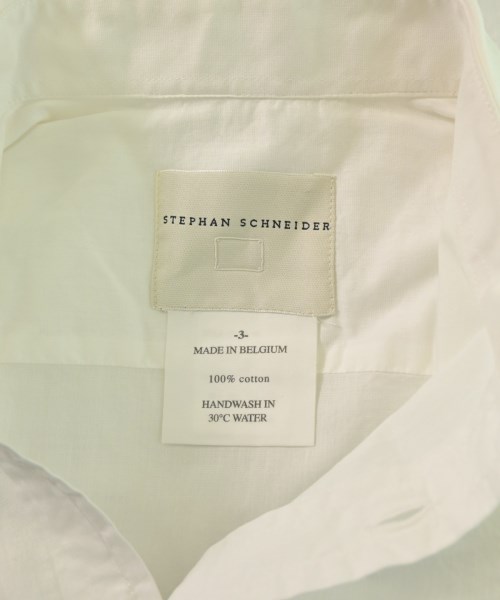 STEPHAN SCHNEIDER
-3-
MADE IN BELGIUM
100% cotton
HANDWASH IN
30°C WATER